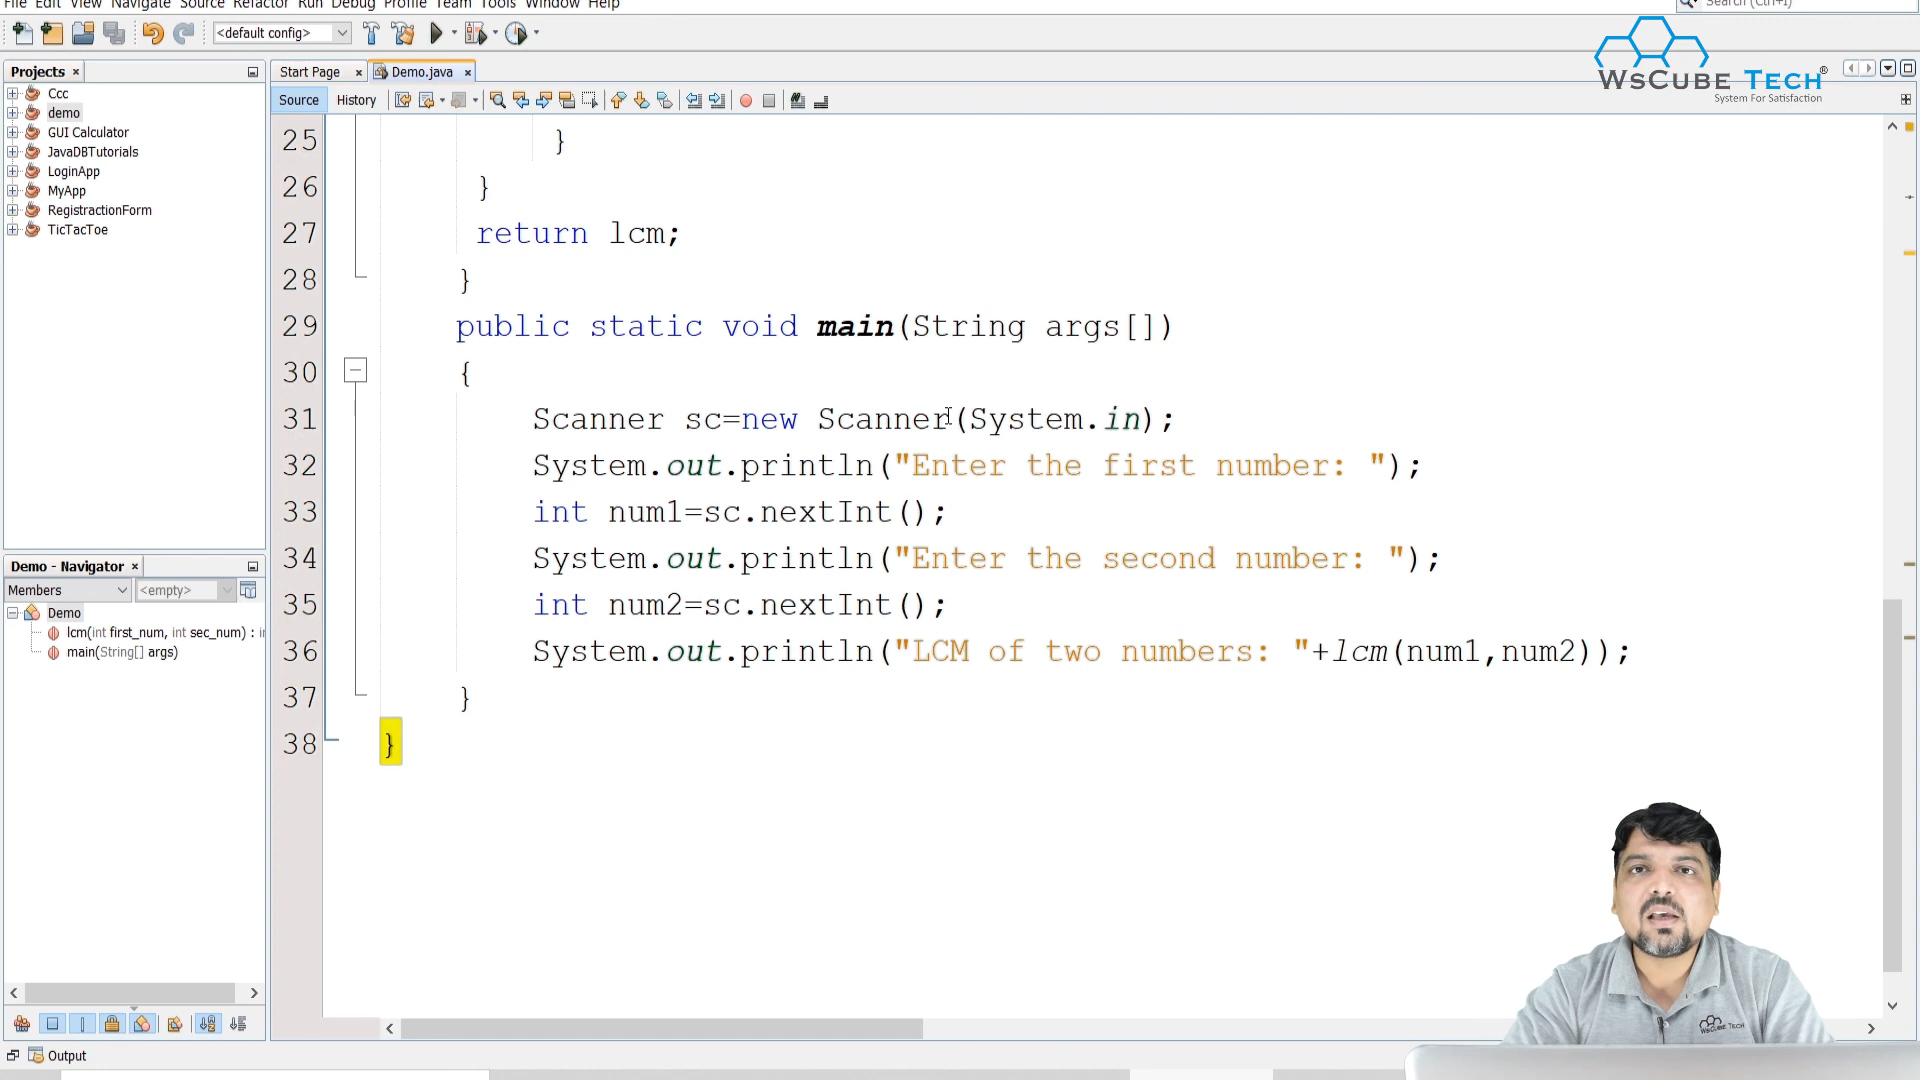 File Edit View Navigate Source Refactor Run Debug Profile Team Tools Window Help
Search (Ctrl+I)
<default config>
WsCube Tech®
System For Satisfaction
Projects
Start Page
Demo.java
Source
History
Ccc
demo
GUI Calculator
JavaDBTutorials
LoginApp
MyApp
RegistractionForm
TicTacToe
25 }
26 }
27 return lcm;
28 }
29 public static void main(String args[])
30 {
31 Scanner sc=new Scanner(System.in);
32 System.out.println("Enter the first number: ");
33 int num1=sc.nextInt();
34 System.out.println("Enter the second number: ");
35 int num2=sc.nextInt();
36 System.out.println("LCM of two numbers: "+lcm(num1,num2));
37 }
38 }
Demo - Navigator
Members
<empty>
Demo
lcm(int first_num, int sec_num) : i
main(String[] args)
Output
WsCube Tech